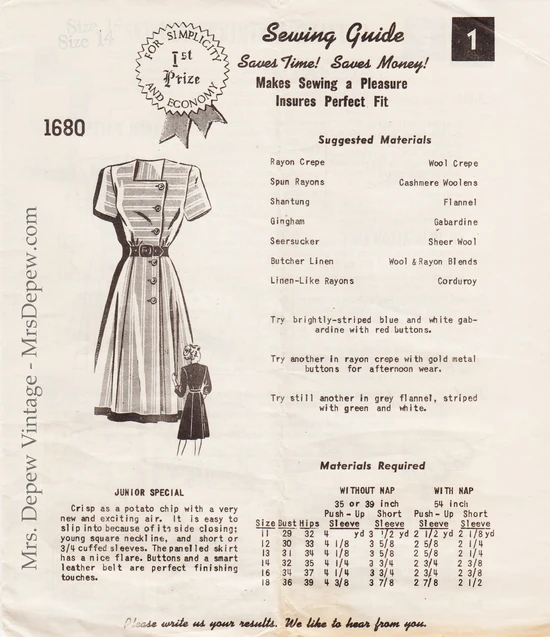 Size 14
FOR SIMPLICITY
1st
Prize
AND ECONOMY
Sewing Guide
1
Saves Time! Saves Money!
Makes Sewing a Pleasure
Insures Perfect Fit
1680
Suggested Materials
Rayon Crepe Wool Crepe
Spun Rayons Cashmere Woolens
Shantung Flannel
Gingham Gabardine
Seersucker Sheer Wool
Butcher Linen Wool & Rayon Blends
Linen-Like Rayons Corduroy
Try brightly-striped blue and white gab-
ardine with red buttons.
Try another in rayon crepe with gold metal
buttons for afternoon wear.
Try still another in grey flannel, striped
with green and white.
Mrs. Depew Vintage - MrsDepew.com
JUNIOR SPECIAL
Crisp as a potato chip with a very
new and exciting air. It is easy to
slip into because of its side closing;
young square neckline, and short or
3/4 cuffed sleeves. The panelled skirt
has a nice flare. Buttons and a smart
leather belt are perfect finishing
touches.
Materials Required
WITHOUT NAP WITH NAP
35 or 39 inch 54 inch
Push-Up Short Push-Up Short
Size Bust Hips Sleeve Sleeve Sleeve Sleeve
11 29 32 4 yd 3 1/2 yd 2 1/2 yd 2 1/8 yd
12 30 33 4 1/8 3 5/8 2 5/8 2 1/4
13 31 34 4 1/8 3 5/8 2 5/8 2 1/4
14 32 35 4 1/4 3 3/4 2 3/4 2 3/8
16 34 37 4 1/4 3 3/4 2 3/4 2 3/8
18 36 39 4 3/8 3 7/8 2 7/8 2 1/2
Please write us your results. We like to hear from you.